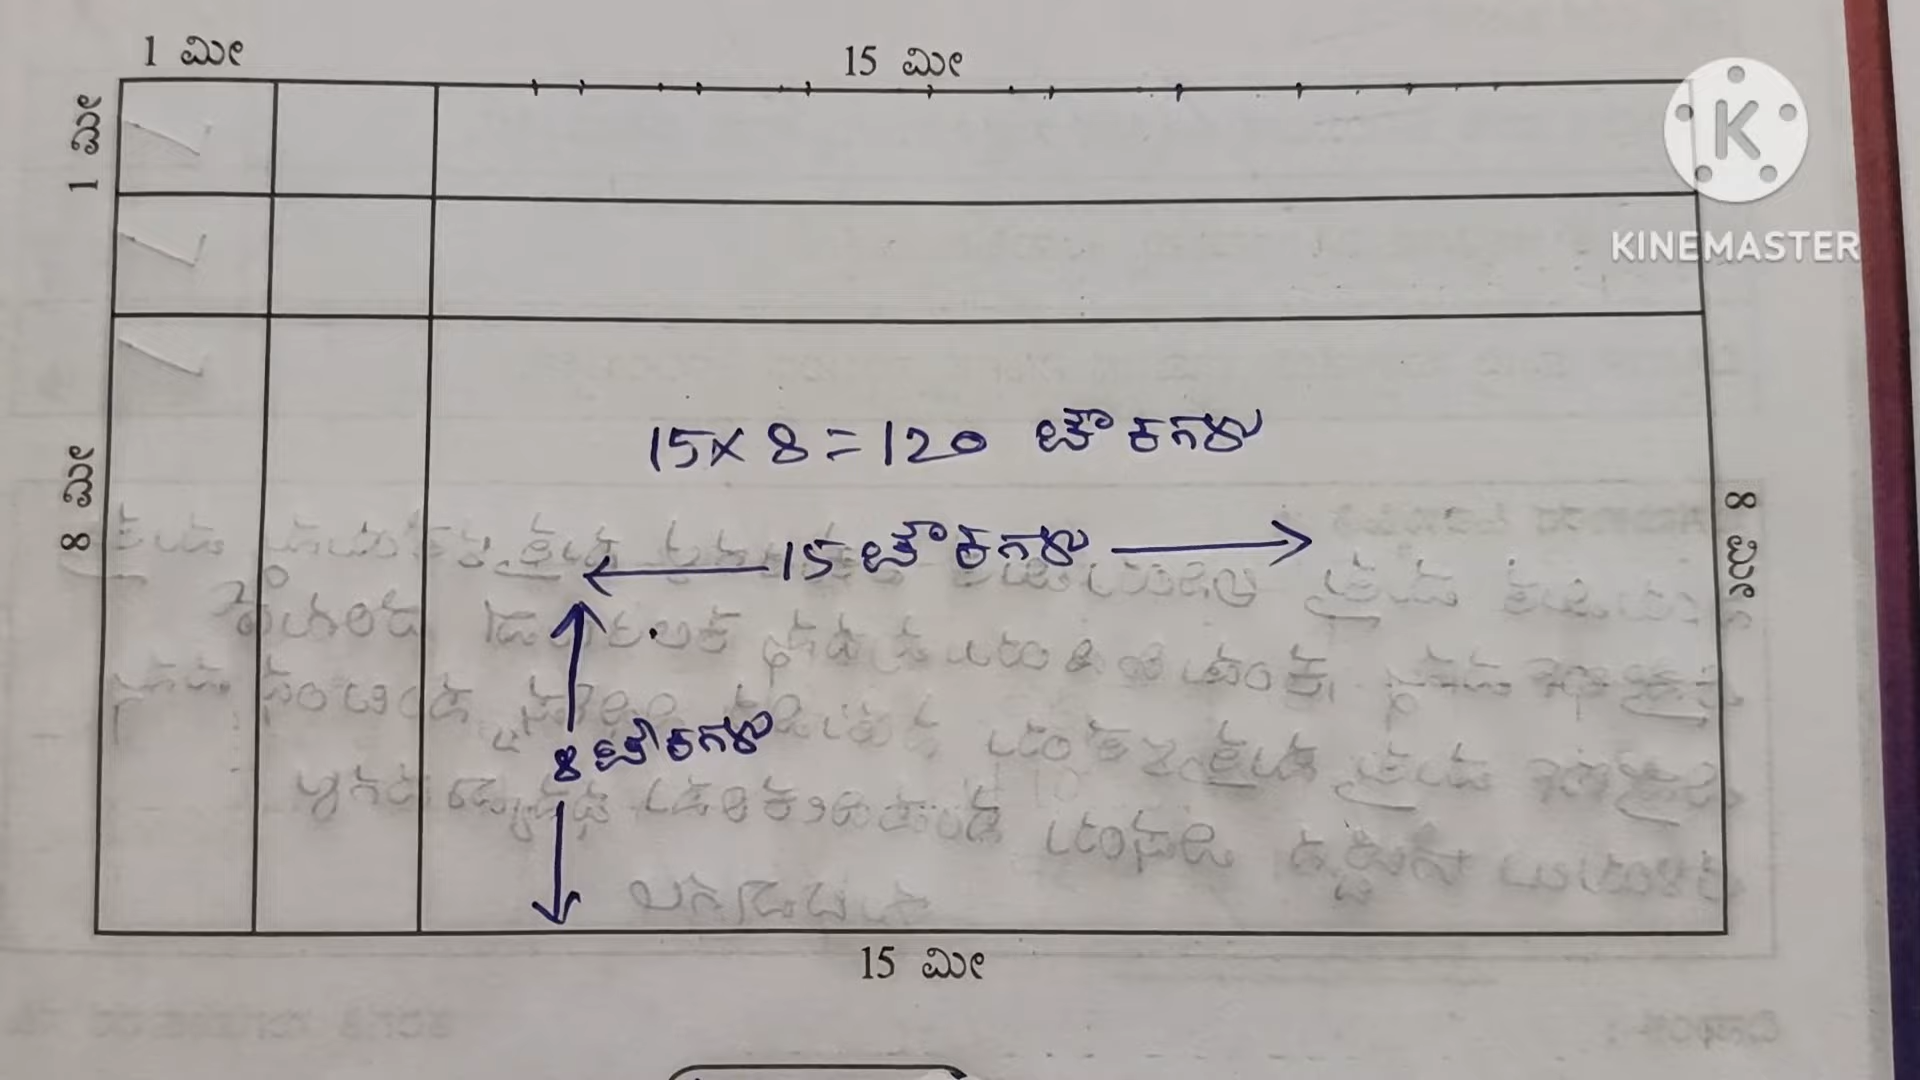 1 ಮೀ
15 ಮೀ
1 ಮೀ
KINEMASTER
15 × 8 = 120 ಚೌಕಗಳು
8 ಮೀ
15 ಚೌಕಗಳು
8 ಮೀ
8 ಚೌಕಗಳು
15 ಮೀ